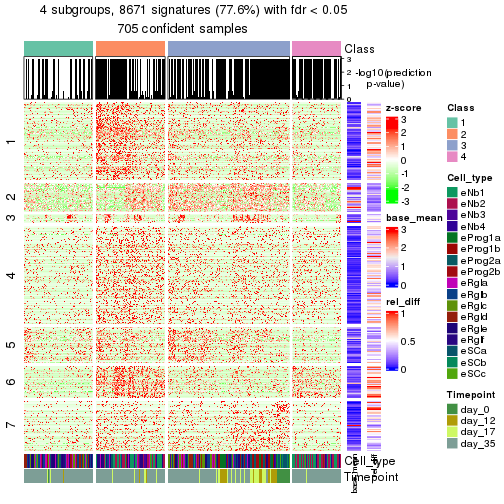 4 subgroups, 8671 signatures (77.6%) with fdr < 0.05
705 confident samples
Class
3
2
1
0
-log10(prediction
p-value)
1
2
3
4
5
6
7
z-score
3
2
1
0
-1
-2
-3
base_mean
3
2
1
0
rel_diff
1
0.5
0
Class
1
2
3
4
Cell_type
eNb1
eNb2
eNb3
eNb4
eProg1a
eProg1b
eProg2a
eProg2b
eRgla
eRglb
eRglc
eRgld
eRgle
eRglf
eSCa
eSCb
eSCc
Timepoint
day_0
day_12
day_17
day_35
Cell_type
Timepoint
base_mean
rel_diff